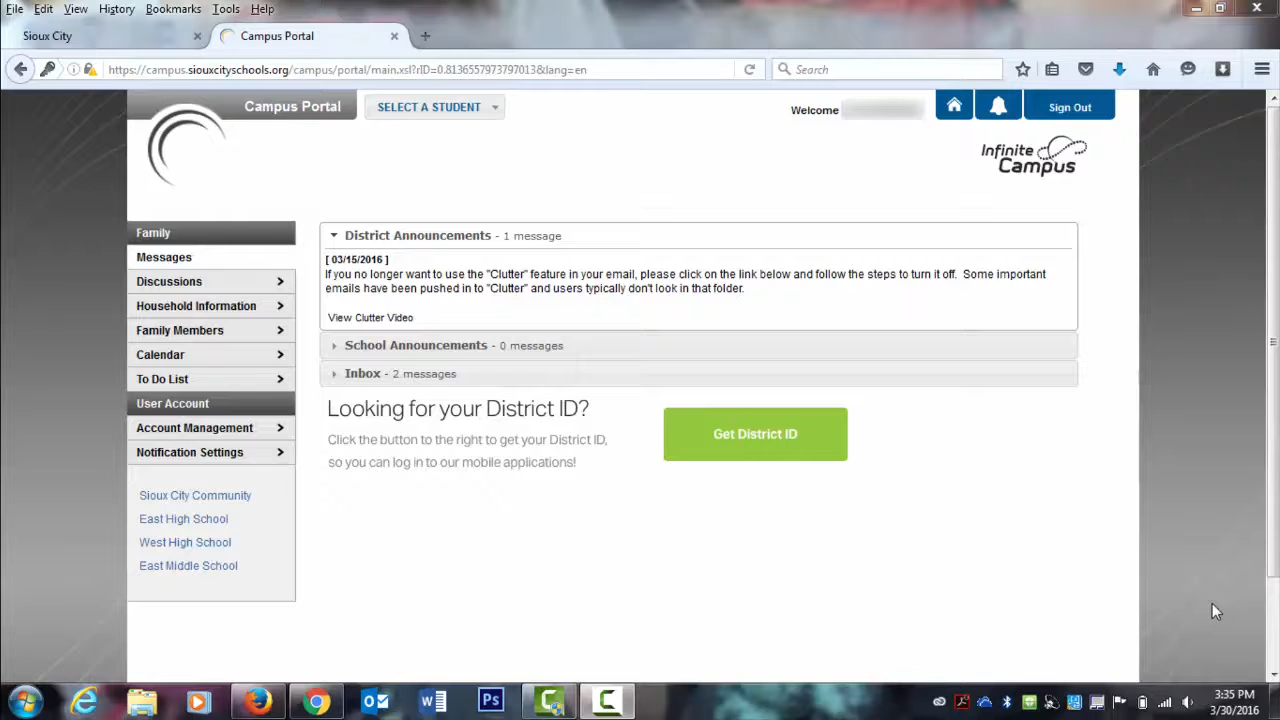 File Edit View History Bookmarks Tools Help
Sioux City
Campus Portal
https://campus.siouxcityschools.org/campus/portal/main.xsl?rID=0.8136557973797013&lang=en
Search
Campus Portal
SELECT A STUDENT
Welcome
Sign Out
Infinite
Campus
Family
Messages
Discussions
Household Information
Family Members
Calendar
To Do List
User Account
Account Management
Notification Settings
Sioux City Community
East High School
West High School
East Middle School
District Announcements - 1 message
[ 03/15/2016 ]
If you no longer want to use the "Clutter" feature in your email, please click on the link below and follow the steps to turn it off. Some important
emails have been pushed in to "Clutter" and users typically don't look in that folder.
View Clutter Video
School Announcements - 0 messages
Inbox - 2 messages
Looking for your District ID?
Click the button to the right to get your District ID,
so you can log in to our mobile applications!
Get District ID
3:35 PM
3/30/2016